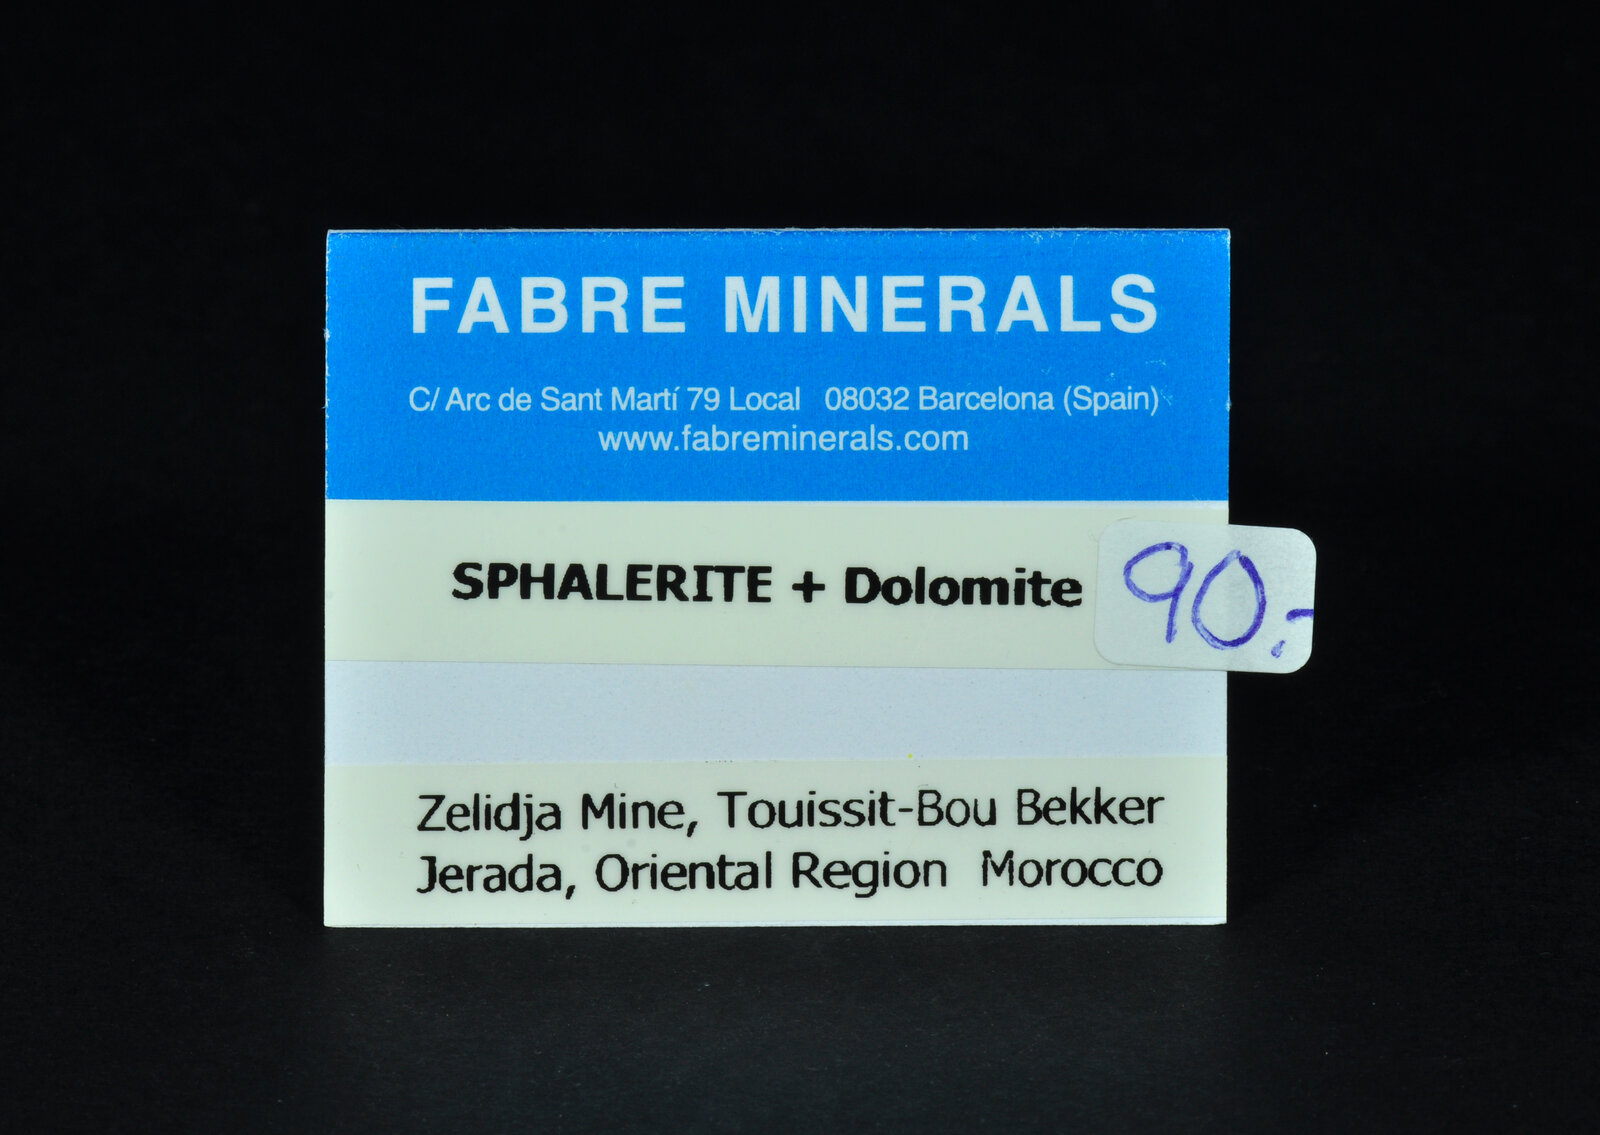 FABRE MINERALS
C/ Arc de Sant Martí 79 Local 08032 Barcelona (Spain)
www.fabreminerals.com
SPHALERITE + Dolomite
90.-
Zelidja Mine, Touissit-Bou Bekker
Jerada, Oriental Region Morocco